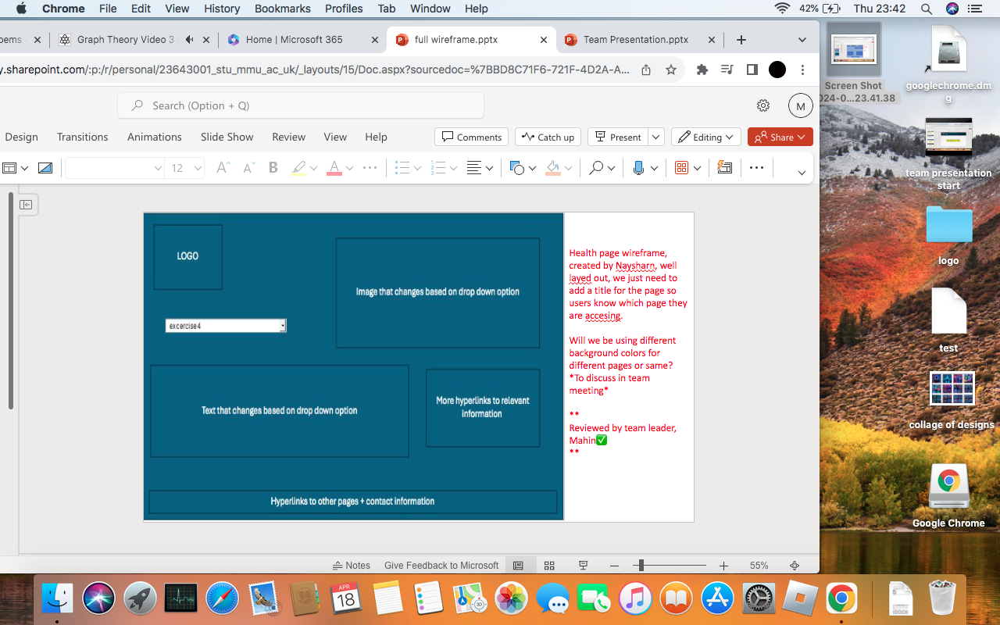 Chrome File Edit View History Bookmarks Profiles Tab Window Help 42% Thu 23:42
oems
Graph Theory Video 3
Home | Microsoft 365
full wireframe.pptx
Team Presentation.pptx
y.sharepoint.com/:p:/r/personal/23643001_stu_mmu_ac_uk/_layouts/15/Doc.aspx?sourcedoc=%7BBD8C71F6-721F-4D2A-A...
Search (Option + Q)
M
Design Transitions Animations Slide Show Review View Help Comments Catch up Present Editing Share
12 A A B A
LOGO
Image that changes based on drop down option
excercise4
Text that changes based on drop down option
More hyperlinks to relevant
information
Hyperlinks to other pages + contact information
Health page wireframe,
created by Naysharn, well
layed out, we just need to
add a title for the page so
users know which page they
are accesing.
Will we be using different
background colors for
different pages or same?
*To discuss in team
meeting*
**
Reviewed by team leader,
Mahin✅
**
Notes Give Feedback to Microsoft 55%
Screen Shot
024-0...23.41.38
googlechrome.dm
g
team presentation
start
logo
test
collage of designs
Google Chrome
APR
18
3D
DOCX